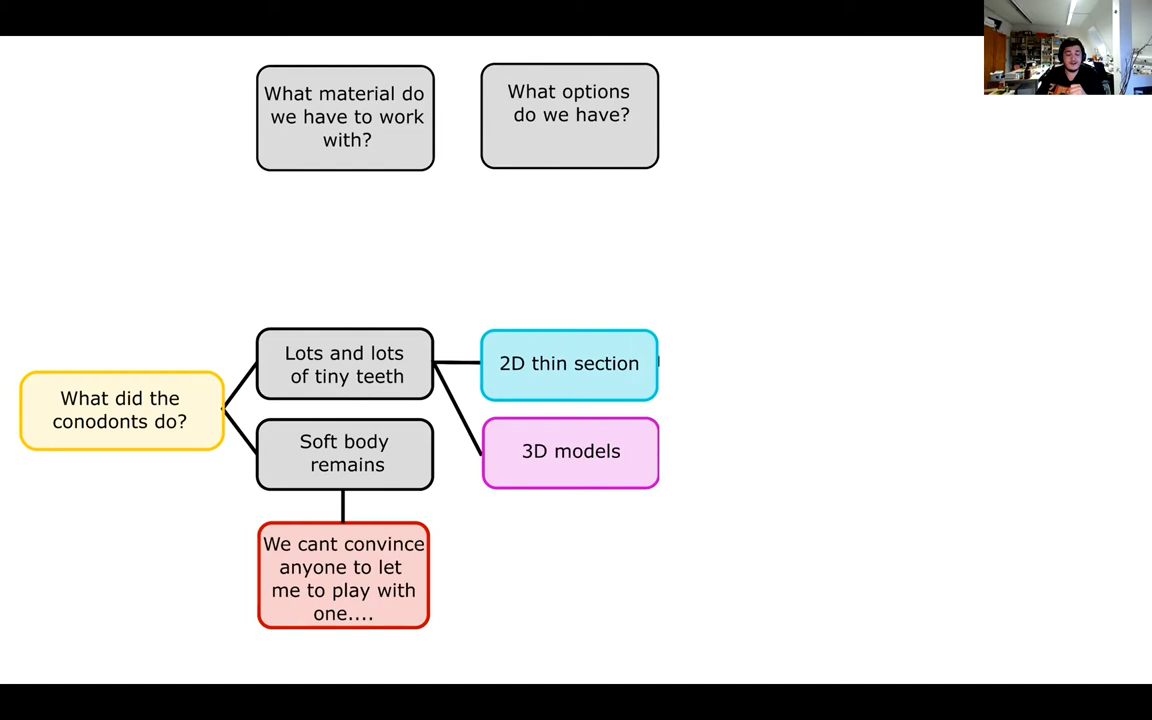 What material do
we have to work
with?
What options
do we have?
What did the
conodonts do?
Lots and lots
of tiny teeth
Soft body
remains
We cant convince
anyone to let
me to play with
one....
2D thin section
3D models